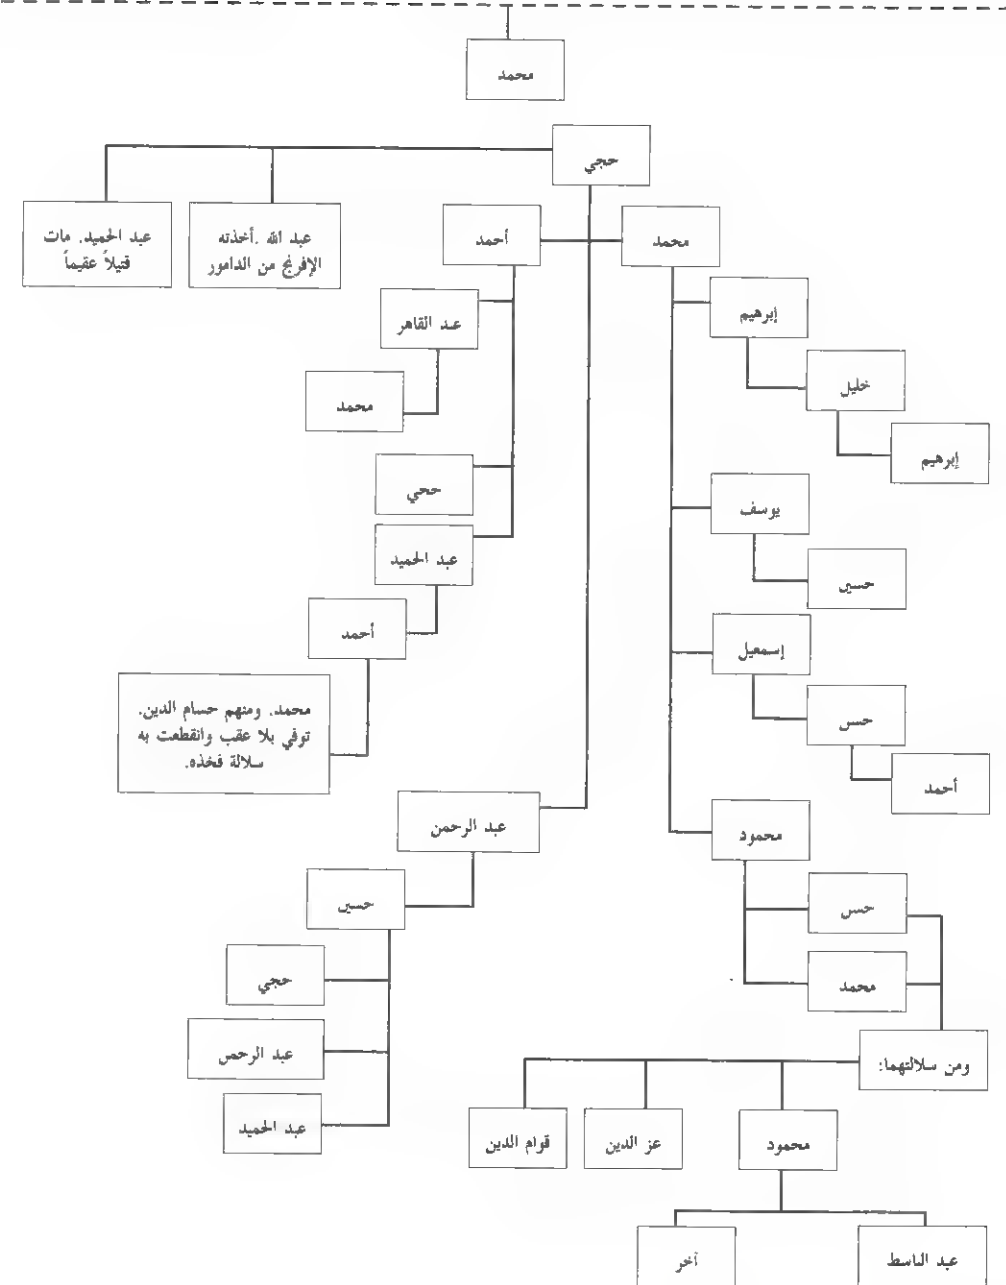 محمد
حجي
محمد
أحمد
عبد الله .أخذته
الإفرنج من الدامور
عبد الحميد. مات
قتيلاً عقيماً
إبرهيم
عبد القاهر
خليل
محمد
إبرهيم
حجي
يوسف
عبد الحميد
حسين
أحمد
إسمعيل
محمد. ومنهم حسام الدين.
توفي بلا عقب وانقطعت به
سلالة فخذه.
حسن
أحمد
عبد الرحمن
محمود
حسين
حسن
حجي
محمد
عبد الرحمن
ومن سلالتهما:
عبد الحميد
محمود
عز الدين
قوام الدين
عبد الباسط
آخر